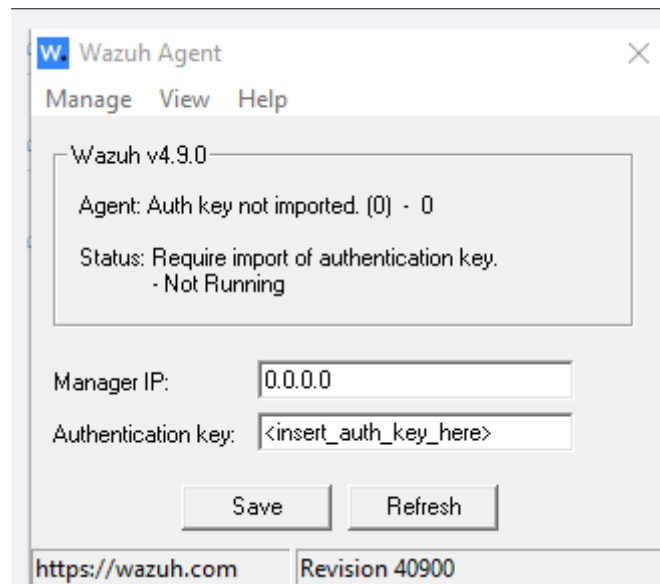 W. Wazuh Agent
Manage View Help
Wazuh v4.9.0
Agent: Auth key not imported. (0) - 0
Status: Require import of authentication key.
- Not Running
Manager IP: 0.0.0.0
Authentication key: <insert_auth_key_here>
Save Refresh
https://wazuh.com Revision 40900